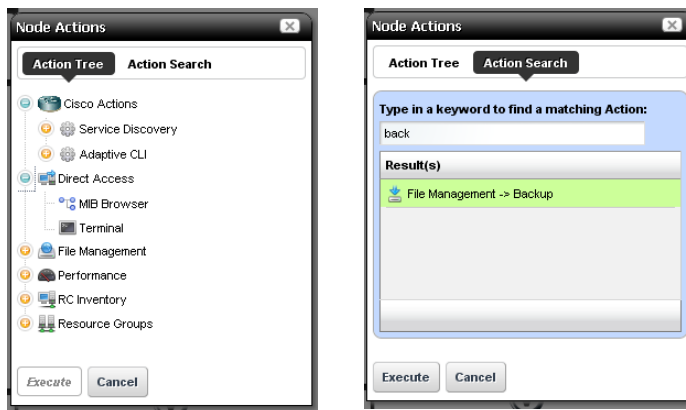 Node Actions
Action Tree Action Search
Cisco Actions
Service Discovery
Adaptive CLI
Direct Access
MIB Browser
Terminal
File Management
Performance
RC Inventory
Resource Groups
Execute Cancel
Node Actions
Action Tree Action Search
Type in a keyword to find a matching Action:
back
Result(s)
File Management -> Backup
Execute Cancel